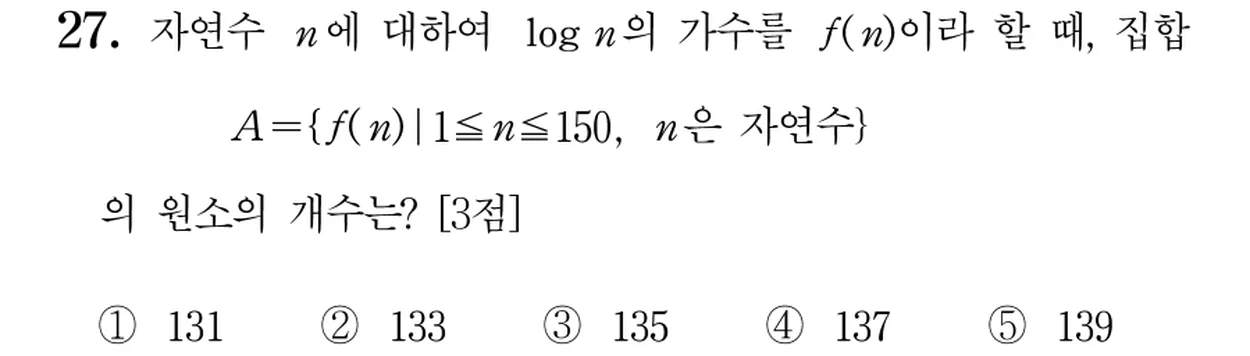 27. 자연수 n에 대하여 log n의 가수를 f(n)이라 할 때, 집합
A={f(n)|1≦n≦150, n은 자연수}
의 원소의 개수는? [3점]
① 131 ② 133 ③ 135 ④ 137 ⑤ 139